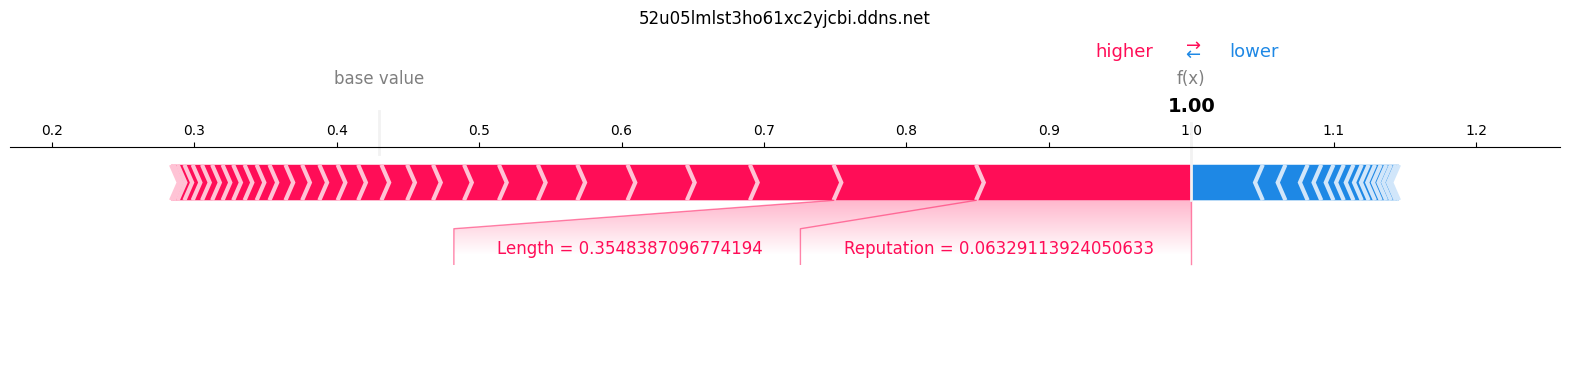 52u05lmlst3ho61xc2yjcbi.ddns.net
higher ⇄ lower
base value f(x)
1.00
0.2 0.3 0.4 0.5 0.6 0.7 0.8 0.9 1.0 1.1 1.2
Length = 0.3548387096774194 Reputation = 0.06329113924050633